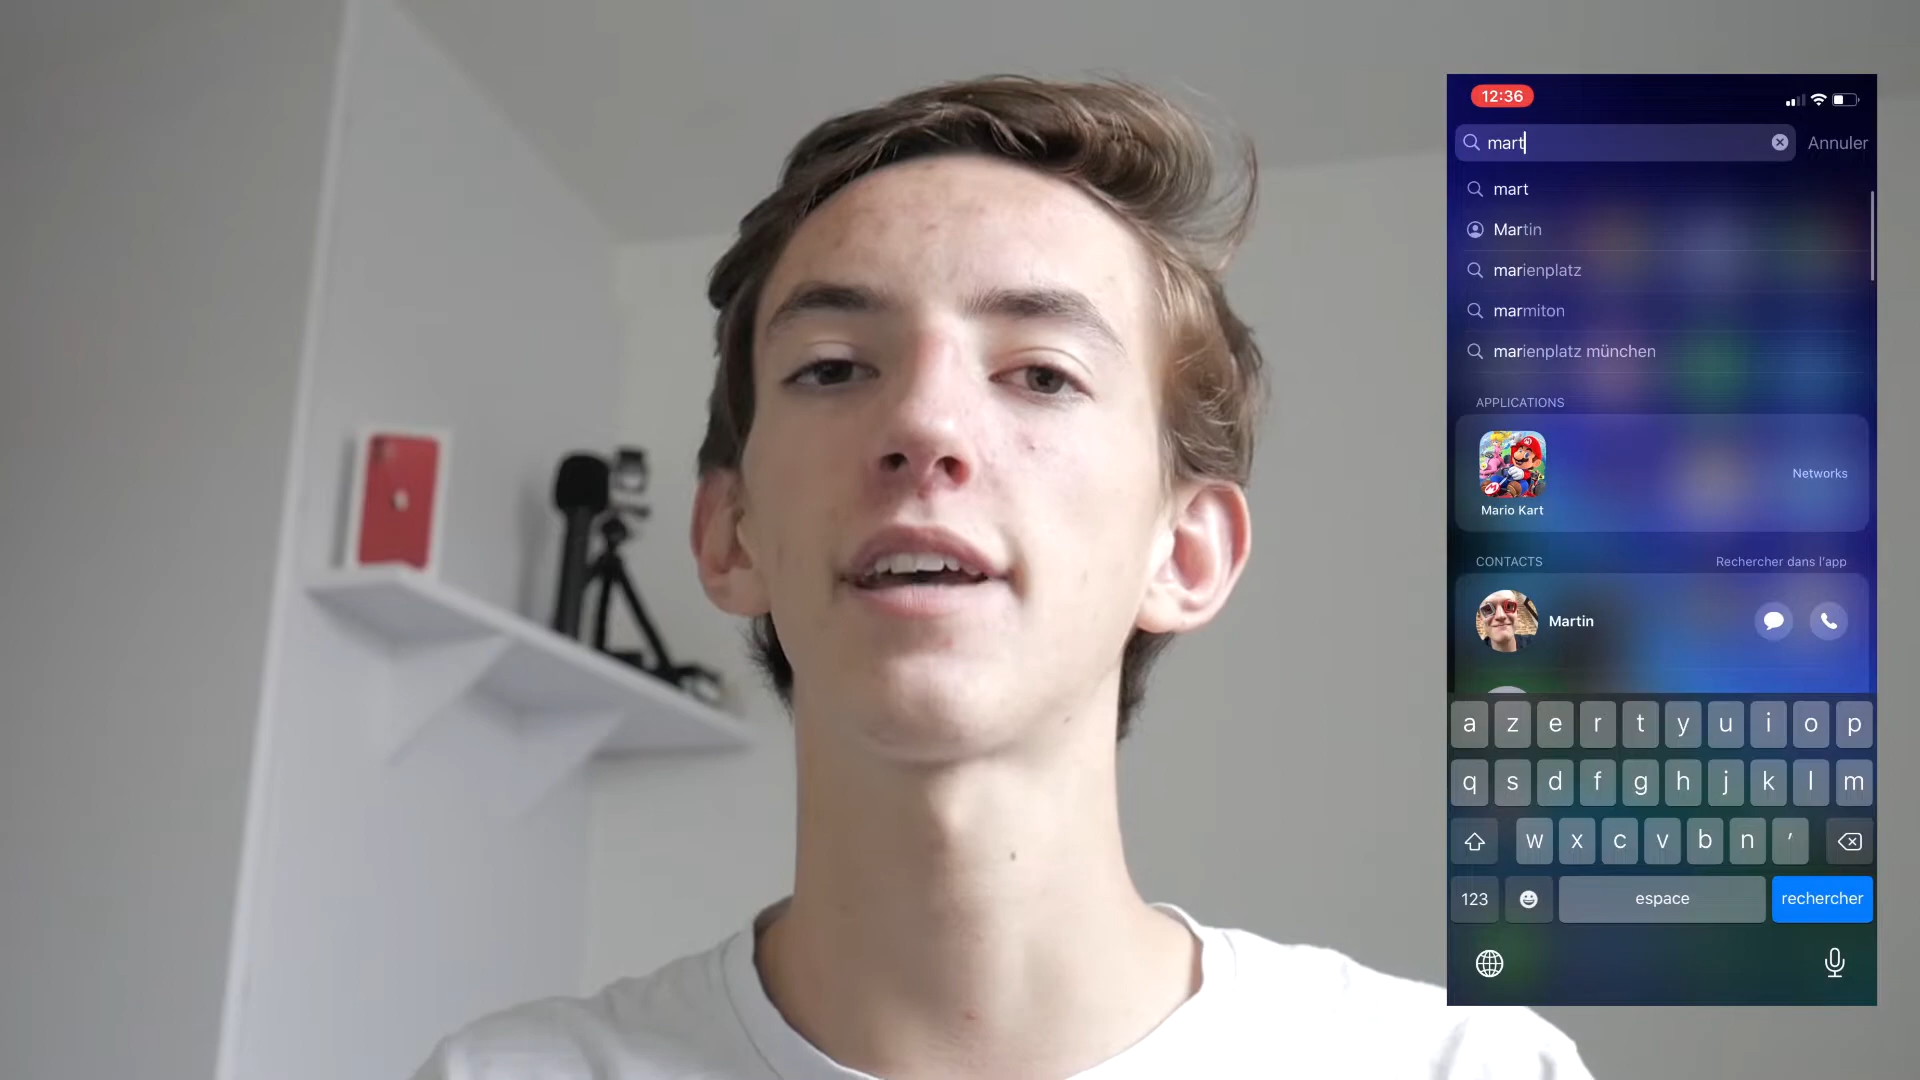 12:36
mart
Annuler
mart
Martin
marienplatz
marmiton
marienplatz münchen
APPLICATIONS
Networks
Mario Kart
CONTACTS
Rechercher dans l'app
Martin
a z e r t y u i o p
q s d f g h j k l m
w x c v b n ′
123
espace
rechercher